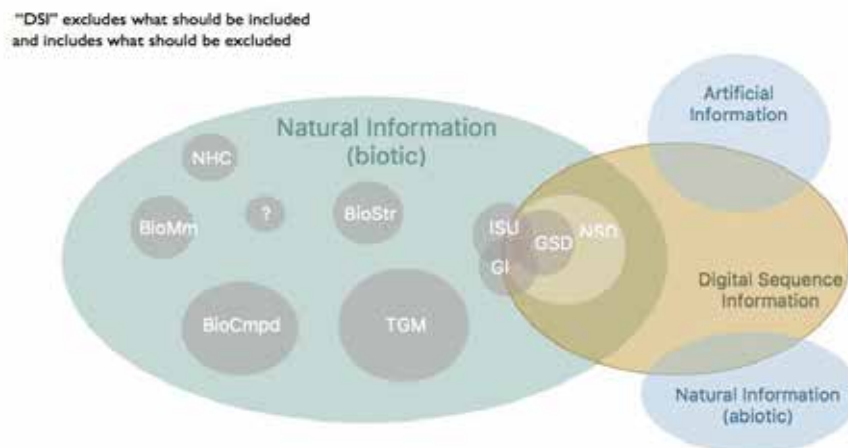 “DSI” excludes what should be included
and includes what should be excluded
Artificial
Information
Natural Information
(biotic)
NHC
BioMm
?
BioStr
ISU
GSD
NSD
GI
Digital Sequence
Information
BioCmpd
TGM
Natural Information
(abiotic)